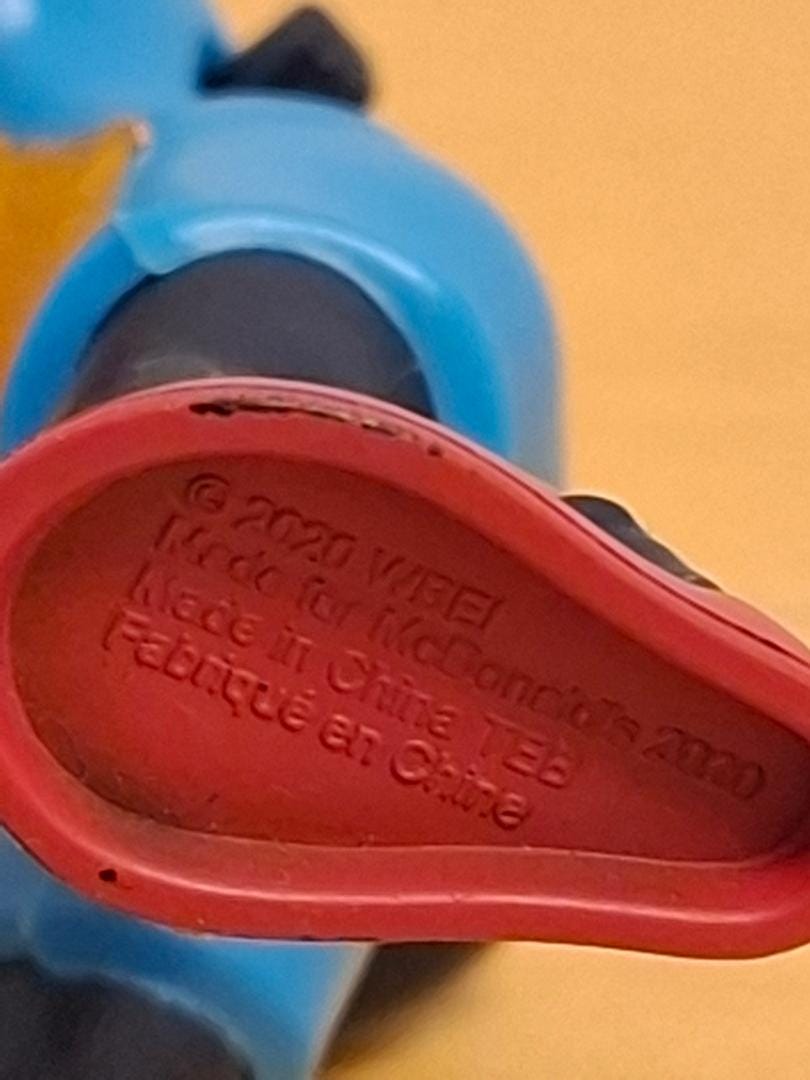 © 2020 WBEI
Made for McDonald's 2020
Made in China TEB
Fabriqué en Chine